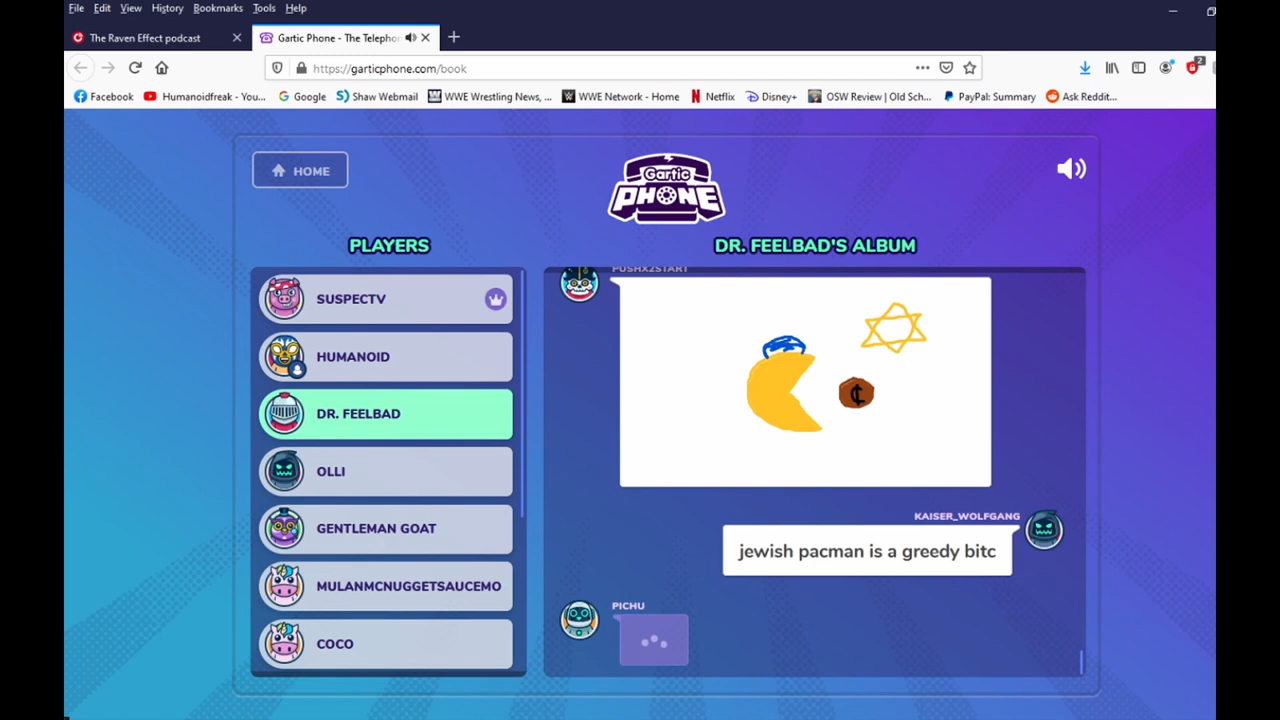 File Edit View History Bookmarks Tools Help
The Raven Effect podcast
Gartic Phone - The Telepho
https://garticphone.com/book
Facebook Humanoidfreak - You... Google Shaw Webmail WWE Wrestling News, ... WWE Network - Home Netflix Disney+ OSW Review | Old Sch... PayPal: Summary Ask Reddit...
2
HOME
Gartic
PHONE
PLAYERS
DR. FEELBAD'S ALBUM
SUSPECTV
HUMANOID
DR. FEELBAD
OLLI
GENTLEMAN GOAT
MULANMCNUGGETSAUCEMO
COCO
PUSHX2START
¢
KAISER_WOLFGANG
jewish pacman is a greedy bitc
PICHU